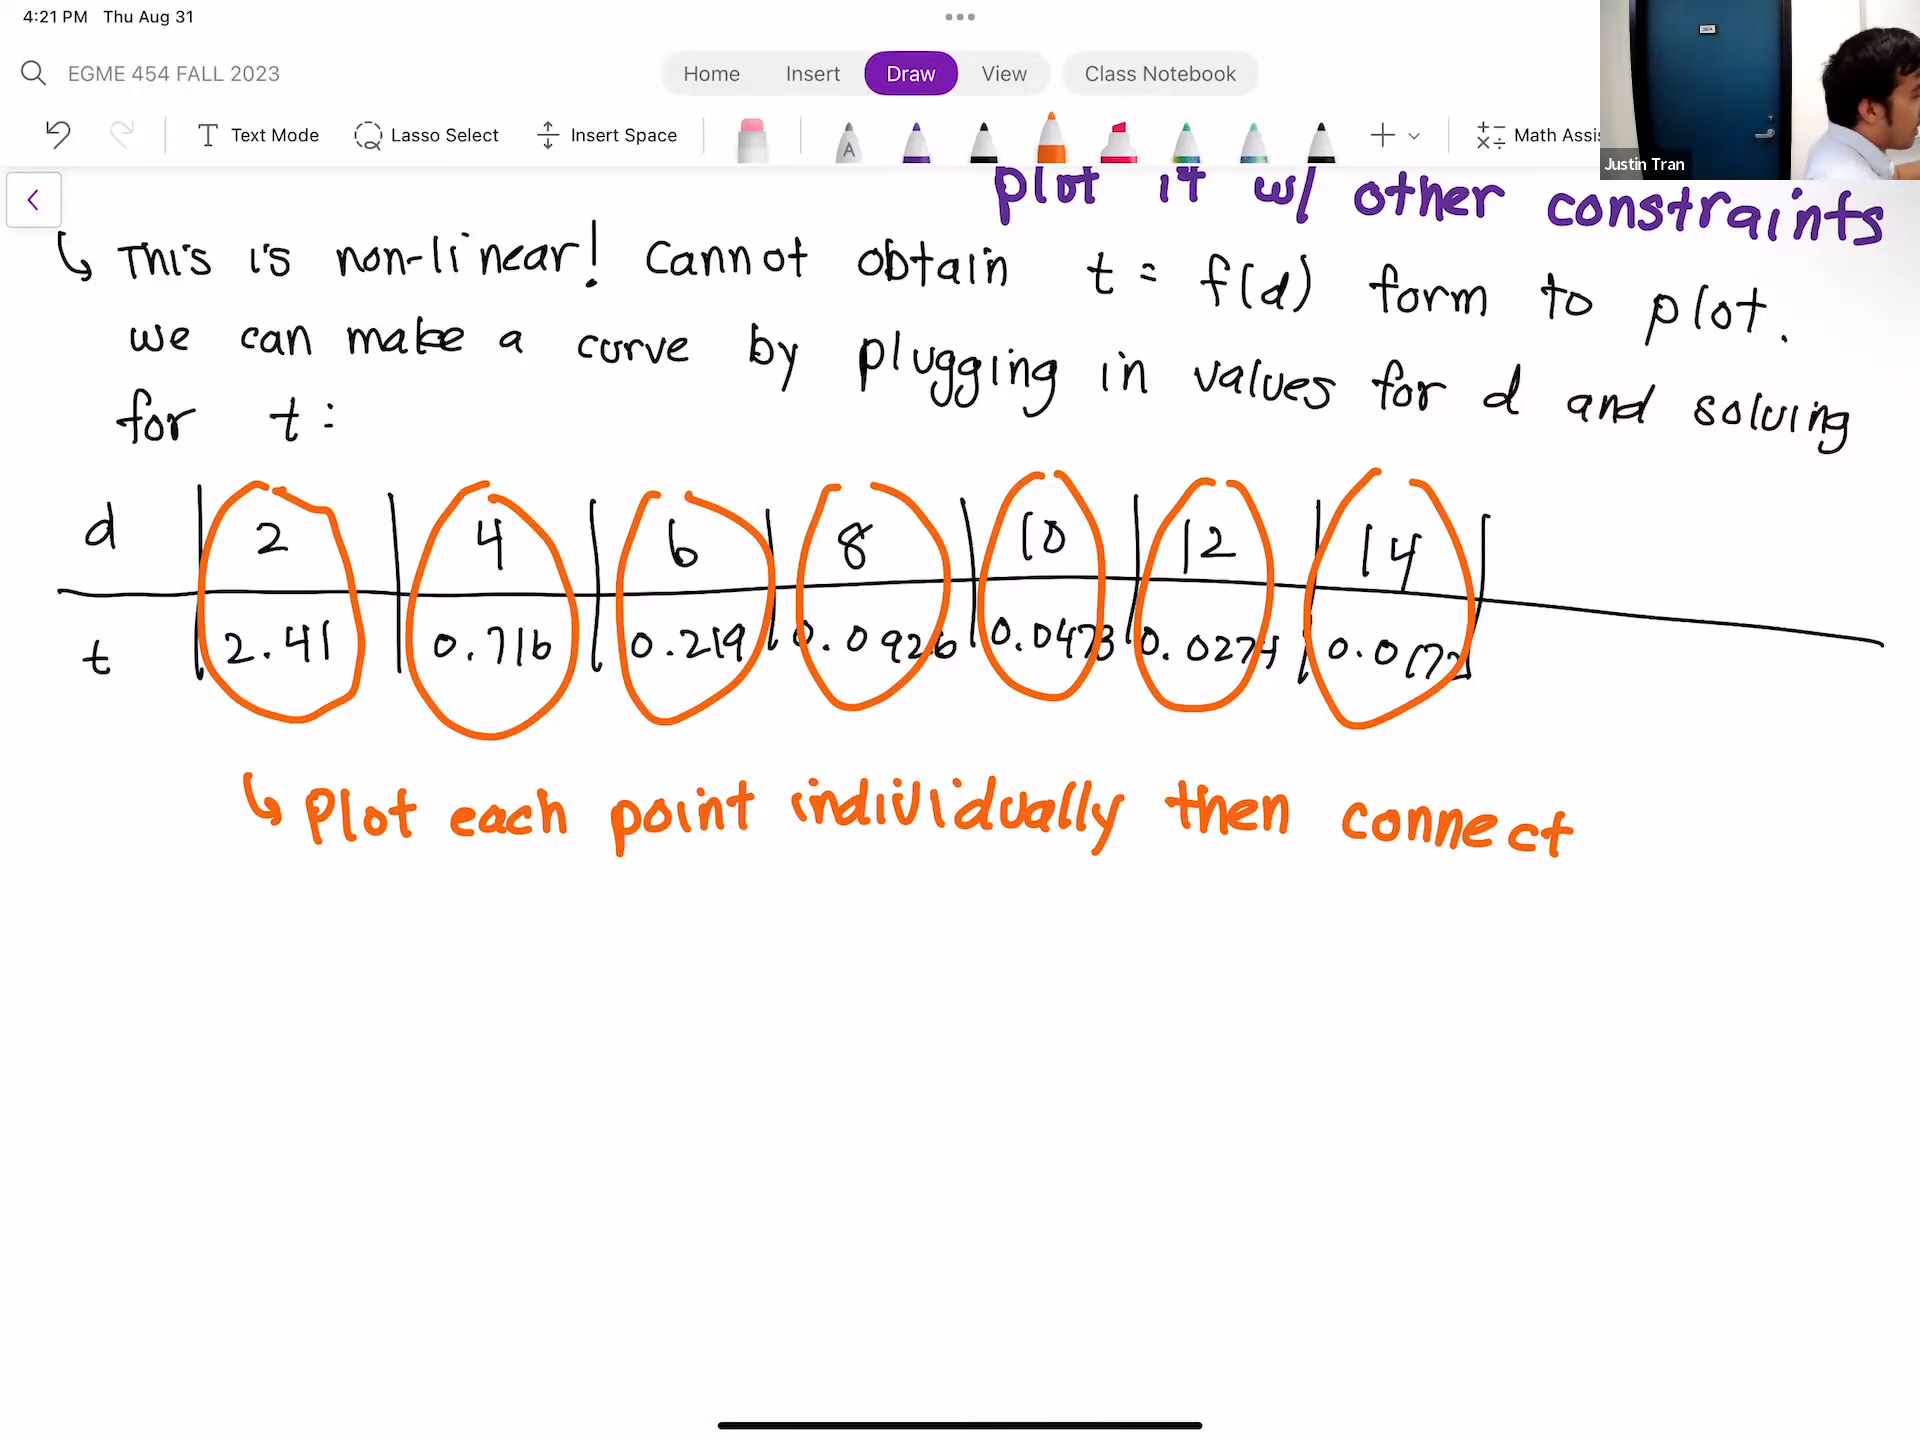 4:21 PM Thu Aug 31
EGME 454 FALL 2023
Home Insert Draw View Class Notebook
Text Mode Lasso Select Insert Space
A
Math Assis
Justin Tran
plot it w/ other constraints
This is non-linear! Cannot obtain t = f(d) form to plot.
we can make a curve by plugging in values for d and solving
for t:
d 2 4 6 8 10 12 14
t 2.41 0.716 0.219 0.0926 0.0473 0.0274 0.0172
Plot each point individually then connect